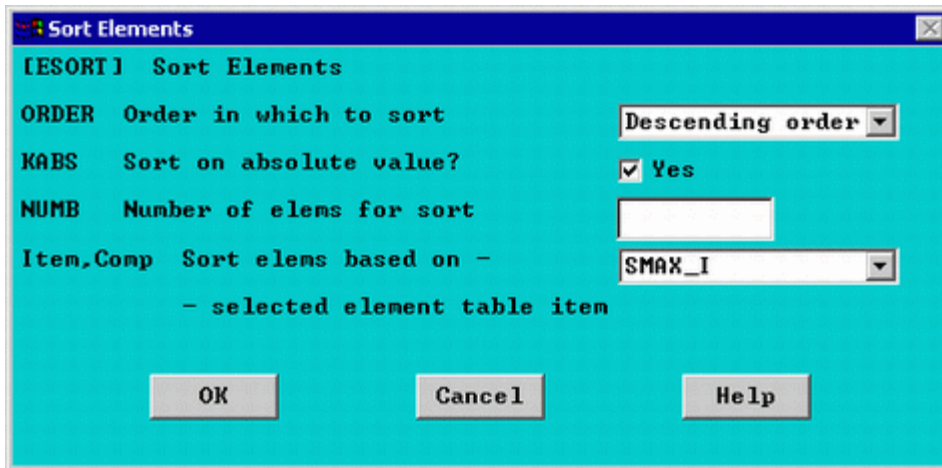 Sort Elements
[ESORT] Sort Elements
ORDER Order in which to sort Descending order
KABS Sort on absolute value? Yes
NUMB Number of elems for sort
Item,Comp Sort elems based on - SMAX_I
- selected element table item
OK Cancel Help